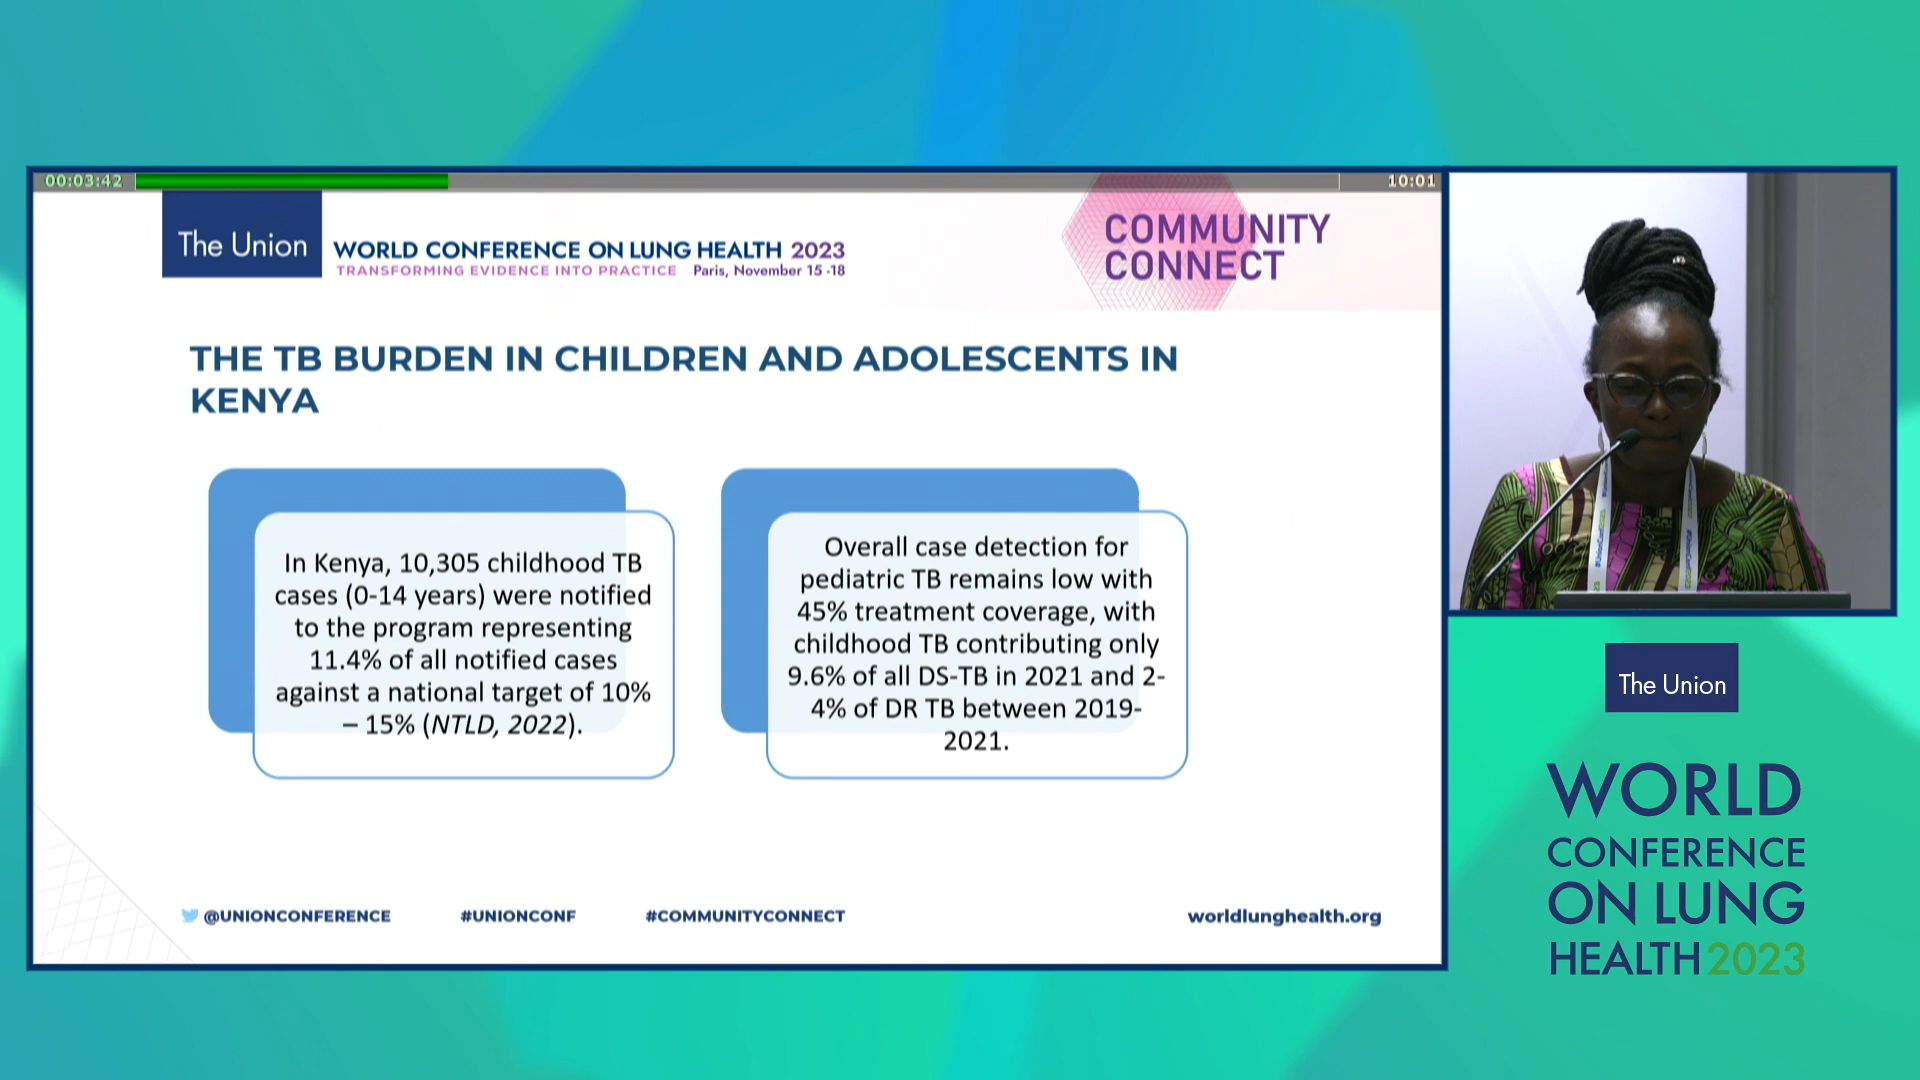 00:03:42
10:01
The Union
WORLD CONFERENCE ON LUNG HEALTH 2023
TRANSFORMING EVIDENCE INTO PRACTICE Paris, November 15 -18
COMMUNITY
CONNECT
THE TB BURDEN IN CHILDREN AND ADOLESCENTS IN
KENYA
In Kenya, 10,305 childhood TB
cases (0-14 years) were notified
to the program representing
11.4% of all notified cases
against a national target of 10%
– 15% (NTLD, 2022).
Overall case detection for
pediatric TB remains low with
45% treatment coverage, with
childhood TB contributing only
9.6% of all DS-TB in 2021 and 2-
4% of DR TB between 2019-
2021.
@UNIONCONFERENCE
#UNIONCONF
#COMMUNITYCONNECT
worldlunghealth.org
The Union
WORLD
CONFERENCE
ON LUNG
HEALTH 2023